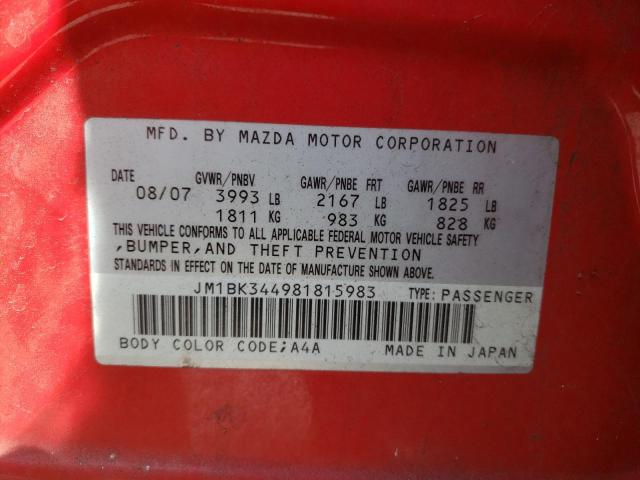 MFD. BY MAZDA MOTOR CORPORATION
DATE GVWR/PNBV GAWR/PNBE FRT GAWR/PNBE RR
08/07 3993 LB 2167 LB 1825 LB
1811 KG 983 KG 828 KG
THIS VEHICLE CONFORMS TO ALL APPLICABLE FEDERAL MOTOR VEHICLE SAFETY
,BUMPER,AND THEFT PREVENTION
STANDARDS IN EFFECT ON THE DATE OF MANUFACTURE SHOWN ABOVE.
JM1BK344981815983 TYPE:PASSENGER
BODY COLOR CODE;A4A MADE IN JAPAN